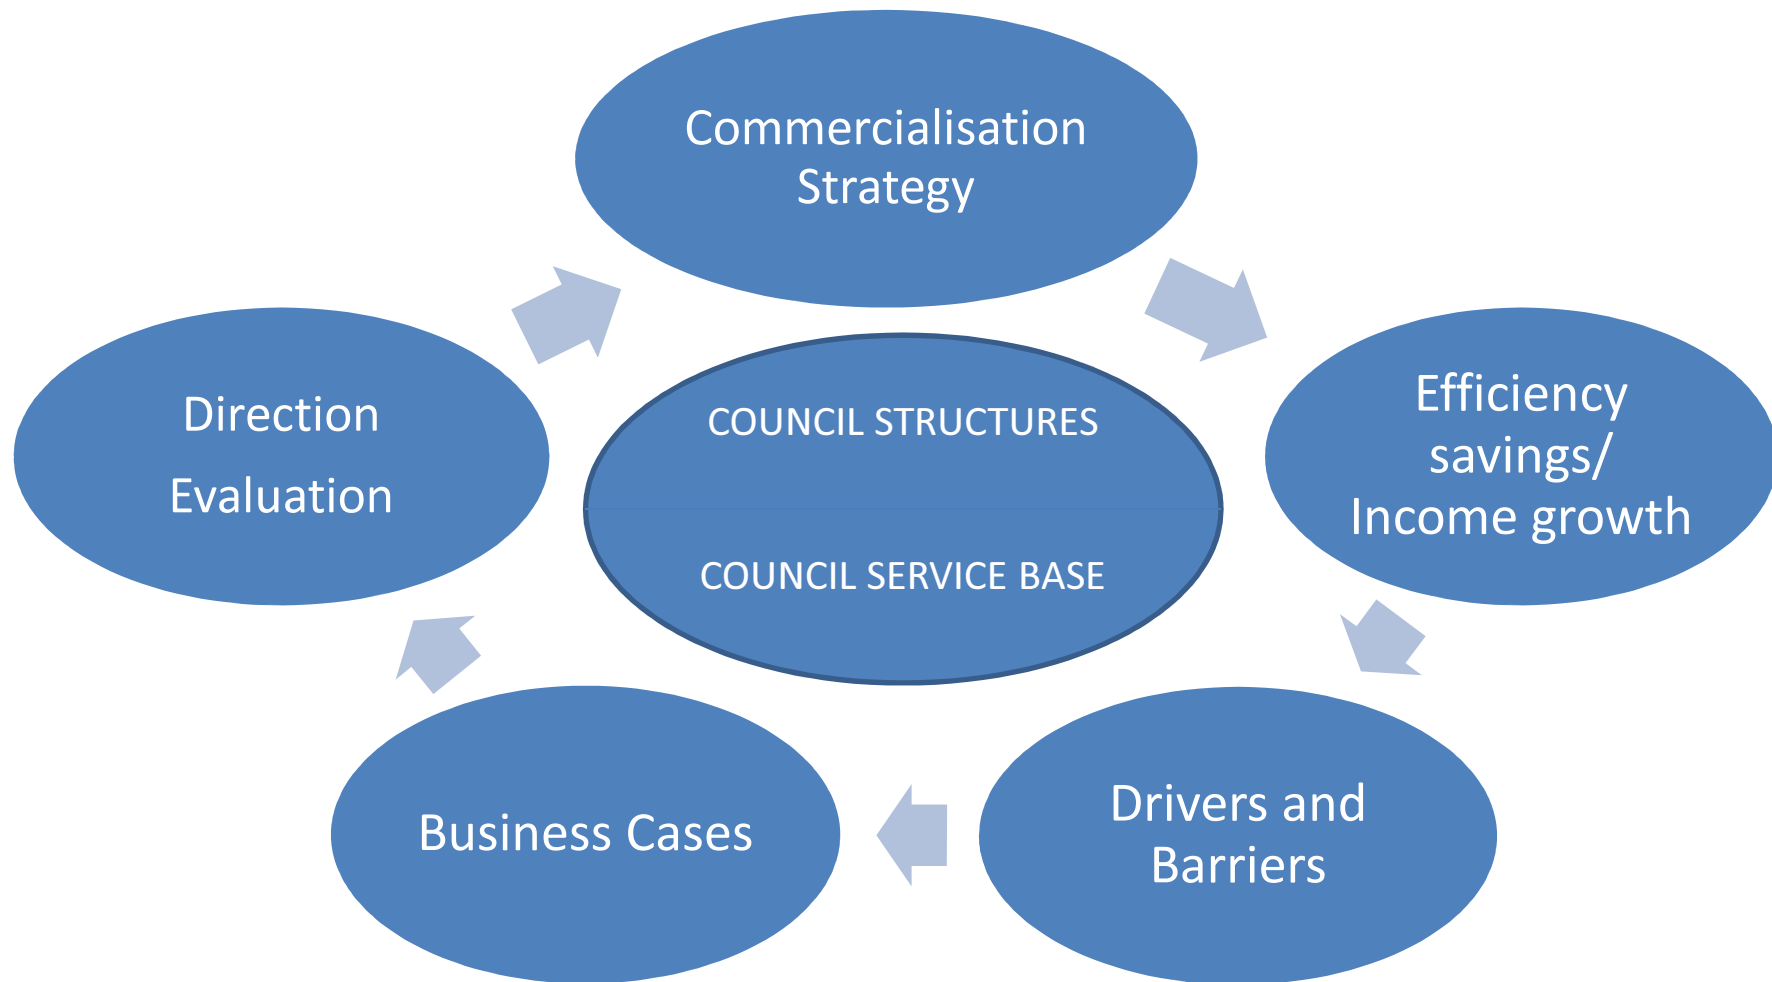 Commercialisation
Strategy
Efficiency
savings/
Income growth
Drivers and
Barriers
Business Cases
Direction
Evaluation
COUNCIL STRUCTURES
COUNCIL SERVICE BASE